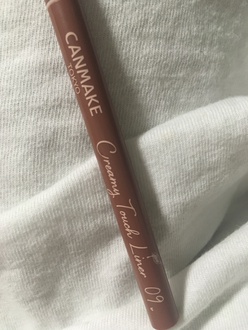 CANMAKE
TOKYO
Creamy Touch Liner 09.